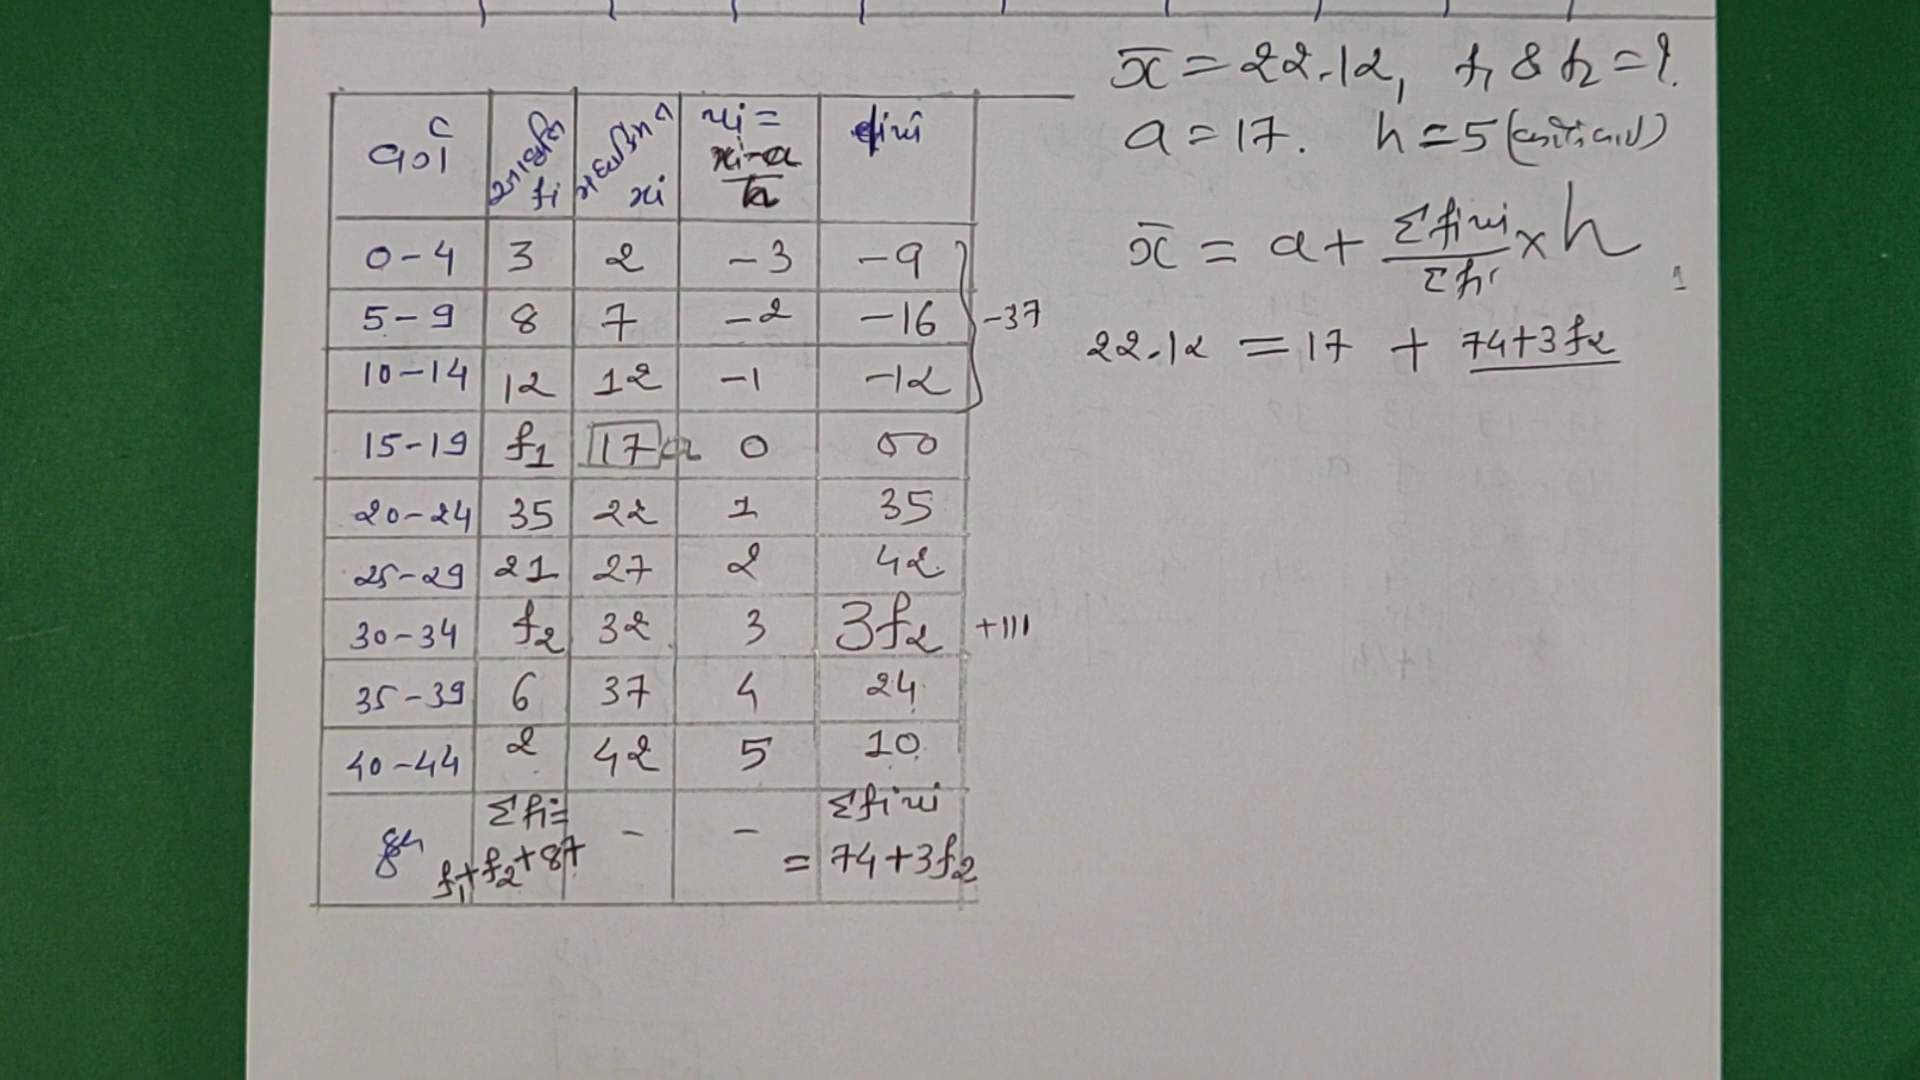 x̄ = 22.12, f1 & f2 = ?
a = 17. h = 5
x̄ = a + Σfiui/Σfi × h
22.12 = 17 + 74+3f2
વર્ગ | આવૃત્તિ fi | મધ્યકિંમત xi | ui = xi-a/h | fiui
0-4 | 3 | 2 | -3 | -9
5-9 | 8 | 7 | -2 | -16 | -37
10-14 | 12 | 12 | -1 | -12
15-19 | f1 | 17 a | 0 | 00
20-24 | 35 | 22 | 1 | 35
25-29 | 21 | 27 | 2 | 42
30-34 | f2 | 32 | 3 | 3f2 | +111
35-39 | 6 | 37 | 4 | 24
40-44 | 2 | 42 | 5 | 10
કુલ | Σfi= f1+f2+87 | - | - | Σfiui = 74+3f2